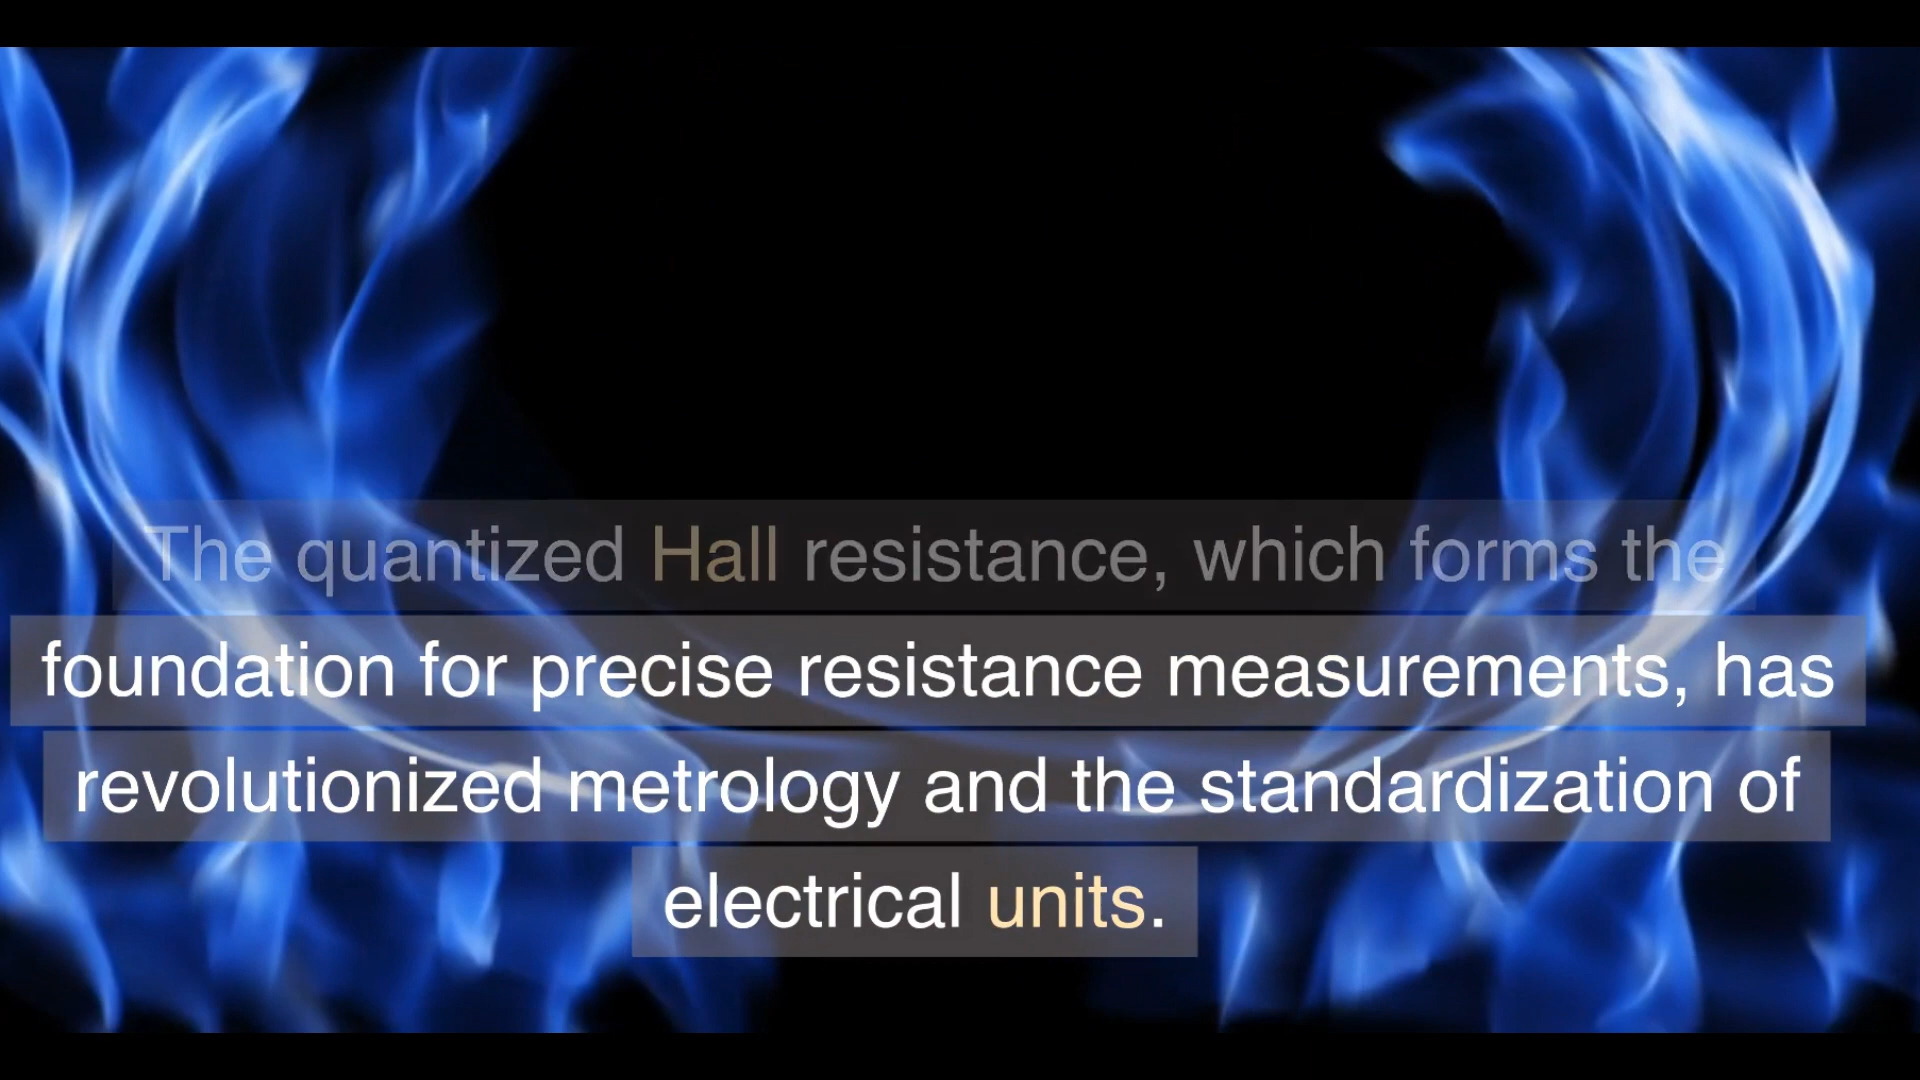 The quantized Hall resistance, which forms the
foundation for precise resistance measurements, has
revolutionized metrology and the standardization of
electrical units.